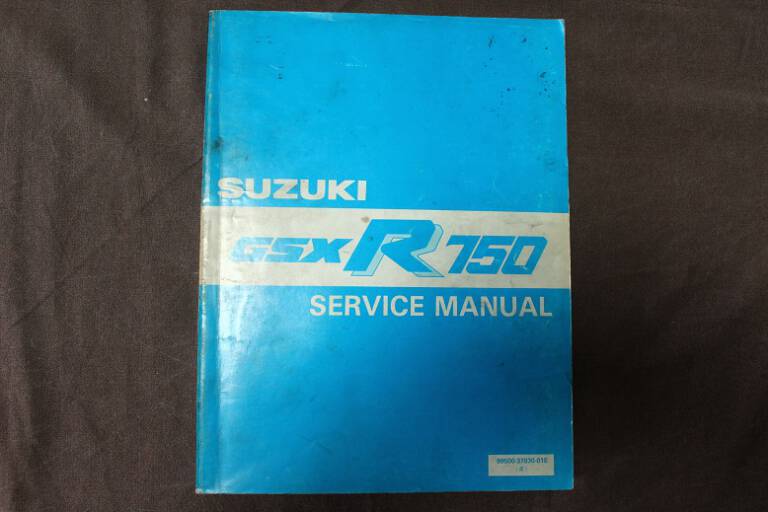 SUZUKI
GSX R 750
SERVICE MANUAL